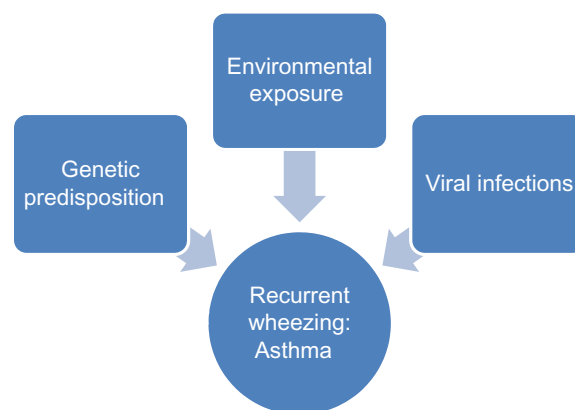 Environmental
exposure
Genetic
predisposition
Viral infections
Recurrent
wheezing:
Asthma